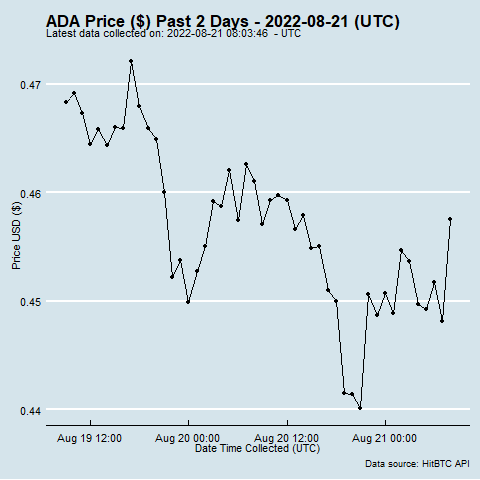 ADA Price ($) Past 2 Days - 2022-08-21 (UTC)
Latest data collected on: 2022-08-21 08:03:46  - UTC
0.47
0.46
0.45
0.44
Price USD ($)
Aug 19 12:00 Aug 20 00:00 Aug 20 12:00 Aug 21 00:00
Date Time Collected (UTC)
Data source: HitBTC API